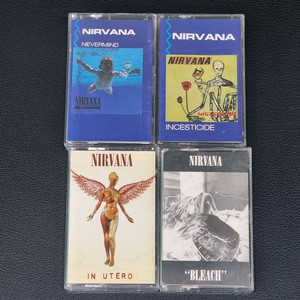 NIRVANA
NEVERMIND
NIRVANA
NIRVANA
NIRVANA
INCESTICIDE
NIRVANA
IN UTERO
NIRVANA
"BLEACH"